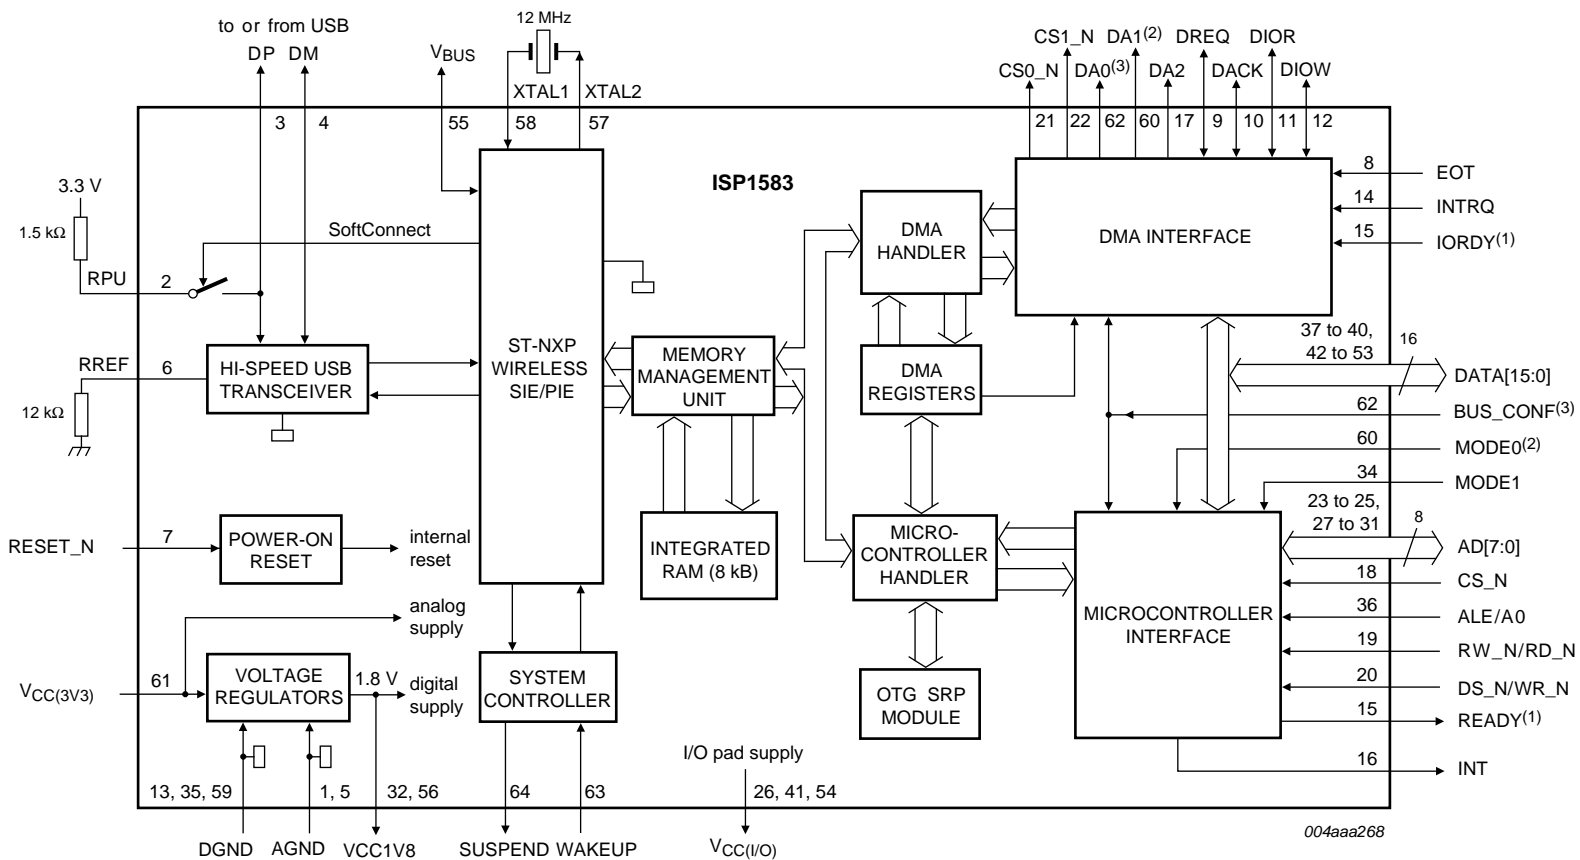 to or from USB
DP DM
3 4
VBUS
55
12 MHz
XTAL1 XTAL2
58 57
CS1_N DA1(2) DREQ DIOR
CS0_N DA0(3) DA2 DACK DIOW
21 22 62 60 17 9 10 11 12
ISP1583
3.3 V
1.5 kΩ
RPU
2
SoftConnect
RREF
6
12 kΩ
HI-SPEED USB
TRANSCEIVER
ST-NXP
WIRELESS
SIE/PIE
MEMORY
MANAGEMENT
UNIT
INTEGRATED
RAM (8 kB)
DMA
HANDLER
DMA
REGISTERS
DMA INTERFACE
8
EOT
14
INTRQ
15
IORDY(1)
37 to 40,
42 to 53
16
DATA[15:0]
62
BUS_CONF(3)
60
MODE0(2)
34
MODE1
23 to 25,
27 to 31
8
AD[7:0]
18
CS_N
36
ALE/A0
19
RW_N/RD_N
20
DS_N/WR_N
15
READY(1)
16
INT
MICRO-
CONTROLLER
HANDLER
MICROCONTROLLER
INTERFACE
OTG SRP
MODULE
RESET_N
7
POWER-ON
RESET
internal
reset
analog
supply
VCC(3V3)
61
VOLTAGE
REGULATORS
1.8 V
digital
supply
SYSTEM
CONTROLLER
I/O pad supply
13, 35, 59
1, 5
32, 56
64
63
26, 41, 54
DGND AGND VCC1V8
SUSPEND WAKEUP
VCC(I/O)
004aaa268